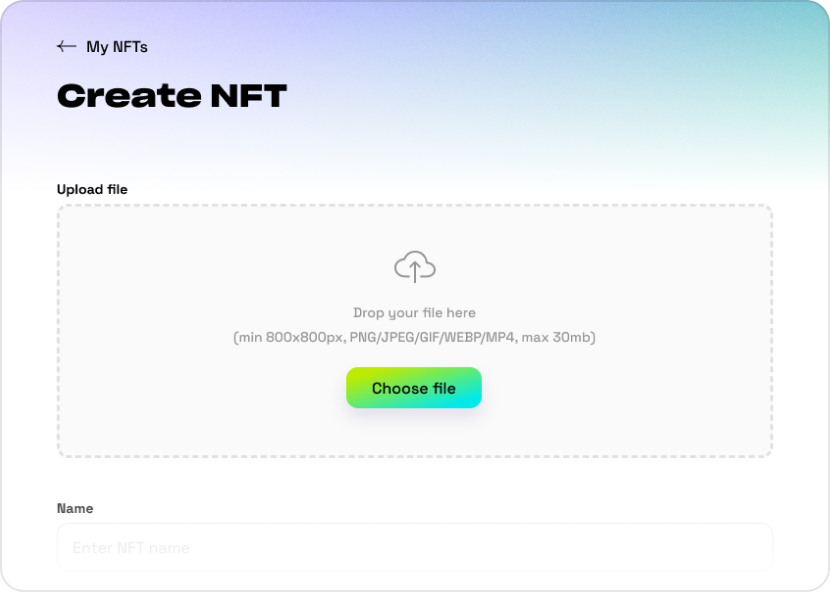 My NFTs
Create NFT
Upload file
Drop your file here
(min 800x800px, PNG/JPEG/GIF/WEBP/MP4, max 30mb)
Choose file
Name
Enter NFT name